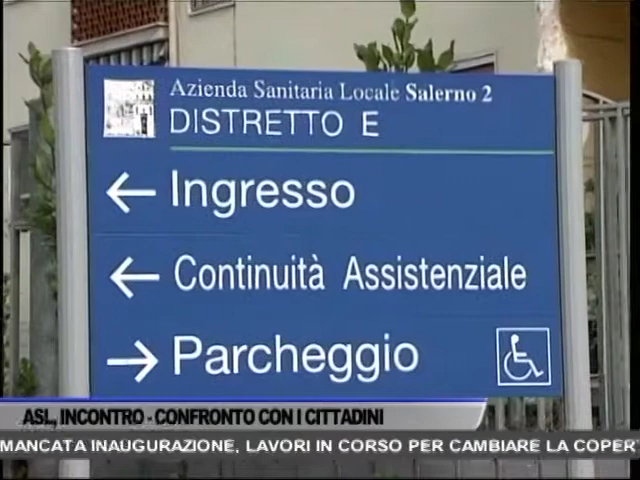 Azienda Sanitaria Locale Salerno 2
DISTRETTO E
Ingresso
Continuità Assistenziale
Parcheggio
ASL, INCONTRO - CONFRONTO CON I CITTADINI
MANCATA INAUGURAZIONE, LAVORI IN CORSO PER CAMBIARE LA COPER